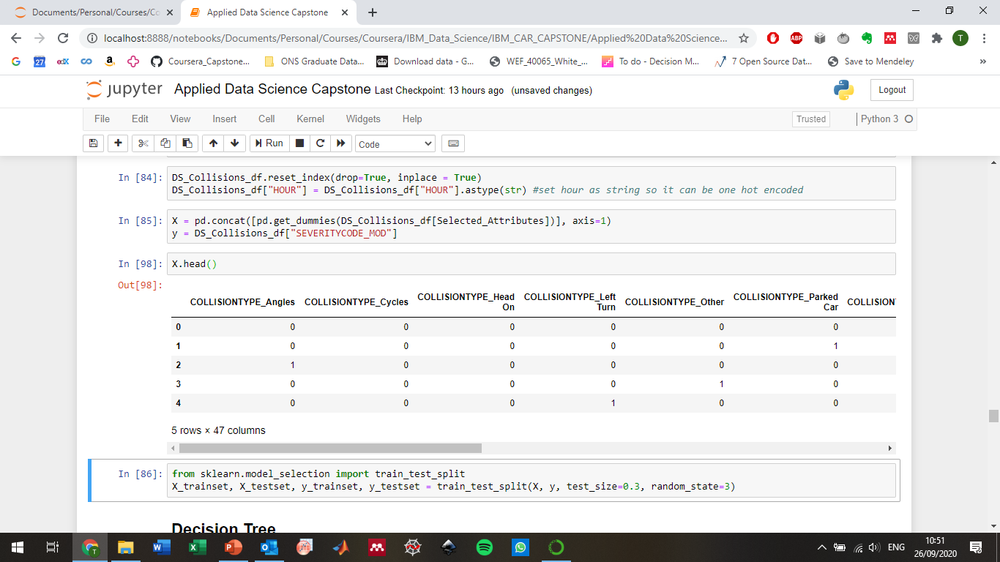 Documents/Personal/Courses/Co
Applied Data Science Capstone
localhost:8888/notebooks/Documents/Personal/Courses/Coursera/IBM_Data_Science/IBM_CAR_CAPSTONE/Applied%20Data%20Science...
ABP
T
G 27 edX a Coursera_Capstone... ONS Graduate Data... Download data - G... WEF_40065_White_... To do - Decision M... 7 Open Source Dat... Save to Mendeley »
jupyter Applied Data Science Capstone Last Checkpoint: 13 hours ago (unsaved changes) Logout
File Edit View Insert Cell Kernel Widgets Help Trusted Python 3
Run Code
In [84]: DS_Collisions_df.reset_index(drop=True, inplace = True)
DS_Collisions_df["HOUR"] = DS_Collisions_df["HOUR"].astype(str) #set hour as string so it can be one hot encoded
In [85]: X = pd.concat([pd.get_dummies(DS_Collisions_df[Selected_Attributes])], axis=1)
y = DS_Collisions_df["SEVERITYCODE_MOD"]
In [98]: X.head()
Out[98]:
COLLISIONTYPE_Angles COLLISIONTYPE_Cycles COLLISIONTYPE_Head On COLLISIONTYPE_Left Turn COLLISIONTYPE_Other COLLISIONTYPE_Parked Car COLLISION
0 0 0 0 0 0 0
1 0 0 0 0 0 1
2 1 0 0 0 0 0
3 0 0 0 0 1 0
4 0 0 0 1 0 0
5 rows × 47 columns
In [86]: from sklearn.model_selection import train_test_split
X_trainset, X_testset, y_trainset, y_testset = train_test_split(X, y, test_size=0.3, random_state=3)
Decision Tree
ENG
10:51
26/09/2020